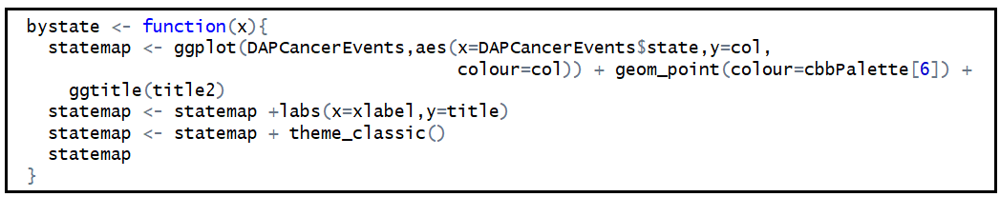 bystate <- function(x){
statemap <- ggplot(DAPCancerEvents,aes(x=DAPCancerEvents$state,y=col,
colour=col)) + geom_point(colour=cbbPalette[6]) +
ggtitle(title2)
statemap <- statemap +labs(x=xlabel,y=title)
statemap <- statemap + theme_classic()
statemap
}